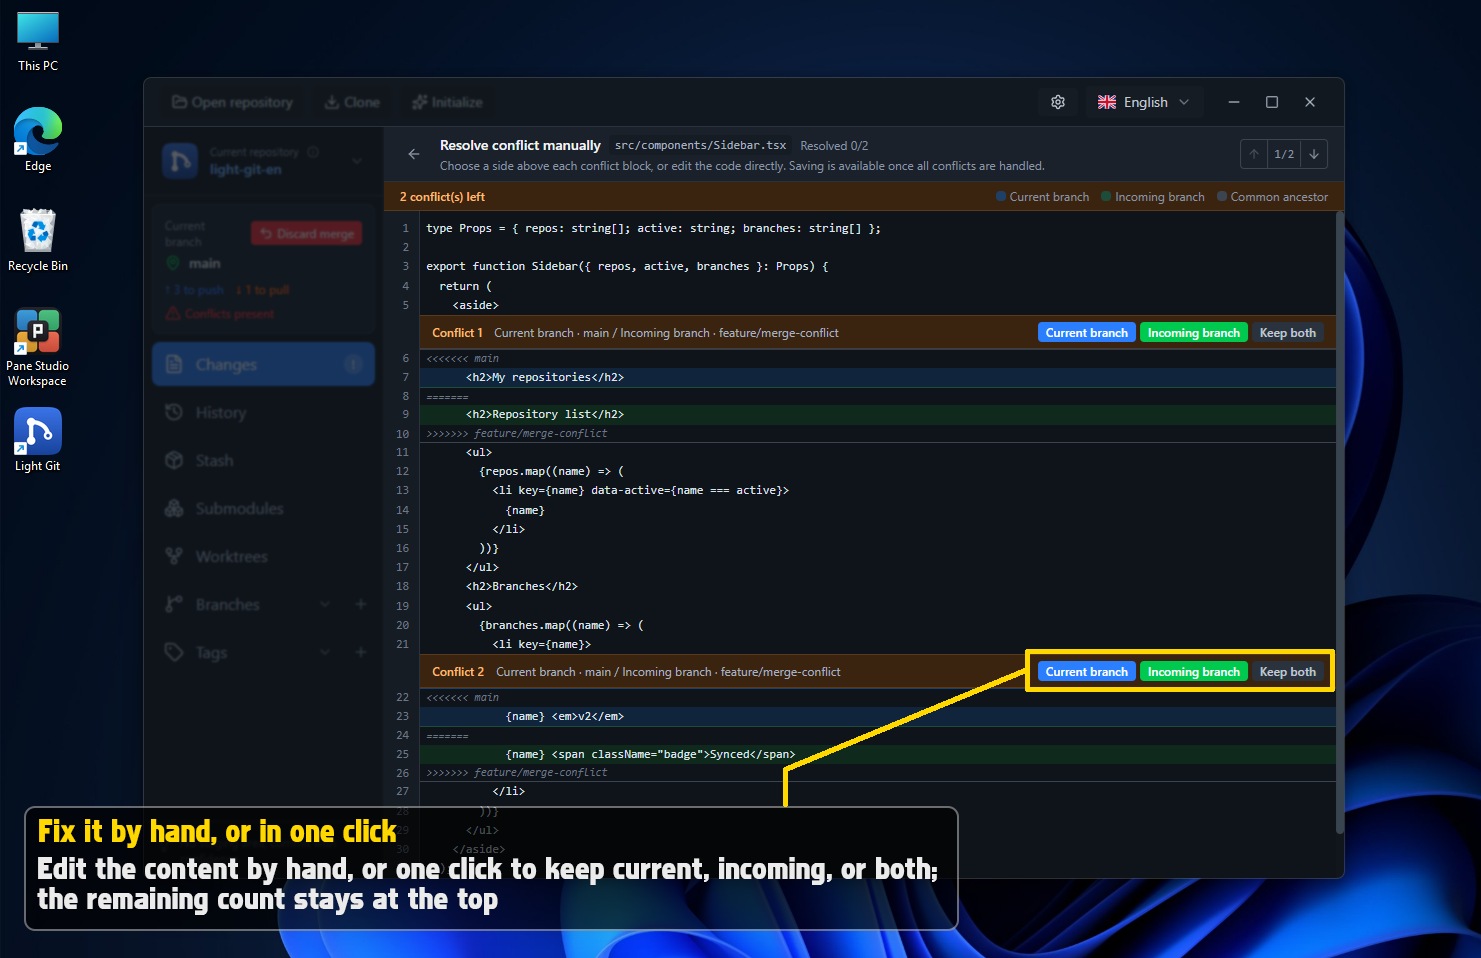 This PC
Edge
Recycle Bin
Pane Studio
Workspace
Light Git
Open repository
Clone
Initialize
English
Current repository
light-git-en
Current
branch
Discard merge
main
↑ 3 to push ↓ 1 to pull
Conflicts present
Changes 1
History
Stash
Submodules
Worktrees
Branches
Tags
Resolve conflict manually src/components/Sidebar.tsx Resolved 0/2
Choose a side above each conflict block, or edit the code directly. Saving is available once all conflicts are handled.
1/2
2 conflict(s) left
Current branch Incoming branch Common ancestor
1 type Props = { repos: string[]; active: string; branches: string[] };
2
3 export function Sidebar({ repos, active, branches }: Props) {
4 return (
5 <aside>
Conflict 1 Current branch · main / Incoming branch · feature/merge-conflict
Current branch Incoming branch Keep both
6 <<<<<<< main
7 <h2>My repositories</h2>
8 =======
9 <h2>Repository list</h2>
10 >>>>>>> feature/merge-conflict
11 <ul>
12 {repos.map((name) => (
13 <li key={name} data-active={name === active}>
14 {name}
15 </li>
16 ))}
17 </ul>
18 <h2>Branches</h2>
19 <ul>
20 {branches.map((name) => (
21 <li key={name}>
Conflict 2 Current branch · main / Incoming branch · feature/merge-conflict
Current branch Incoming branch Keep both
22 <<<<<<< main
23 {name} <em>v2</em>
24 =======
25 {name} <span className="badge">Synced</span>
26 >>>>>>> feature/merge-conflict
27 </li>
28 ))}
29 </ul>
30 </aside>
Fix it by hand, or in one click
Edit the content by hand, or one click to keep current, incoming, or both;
the remaining count stays at the top